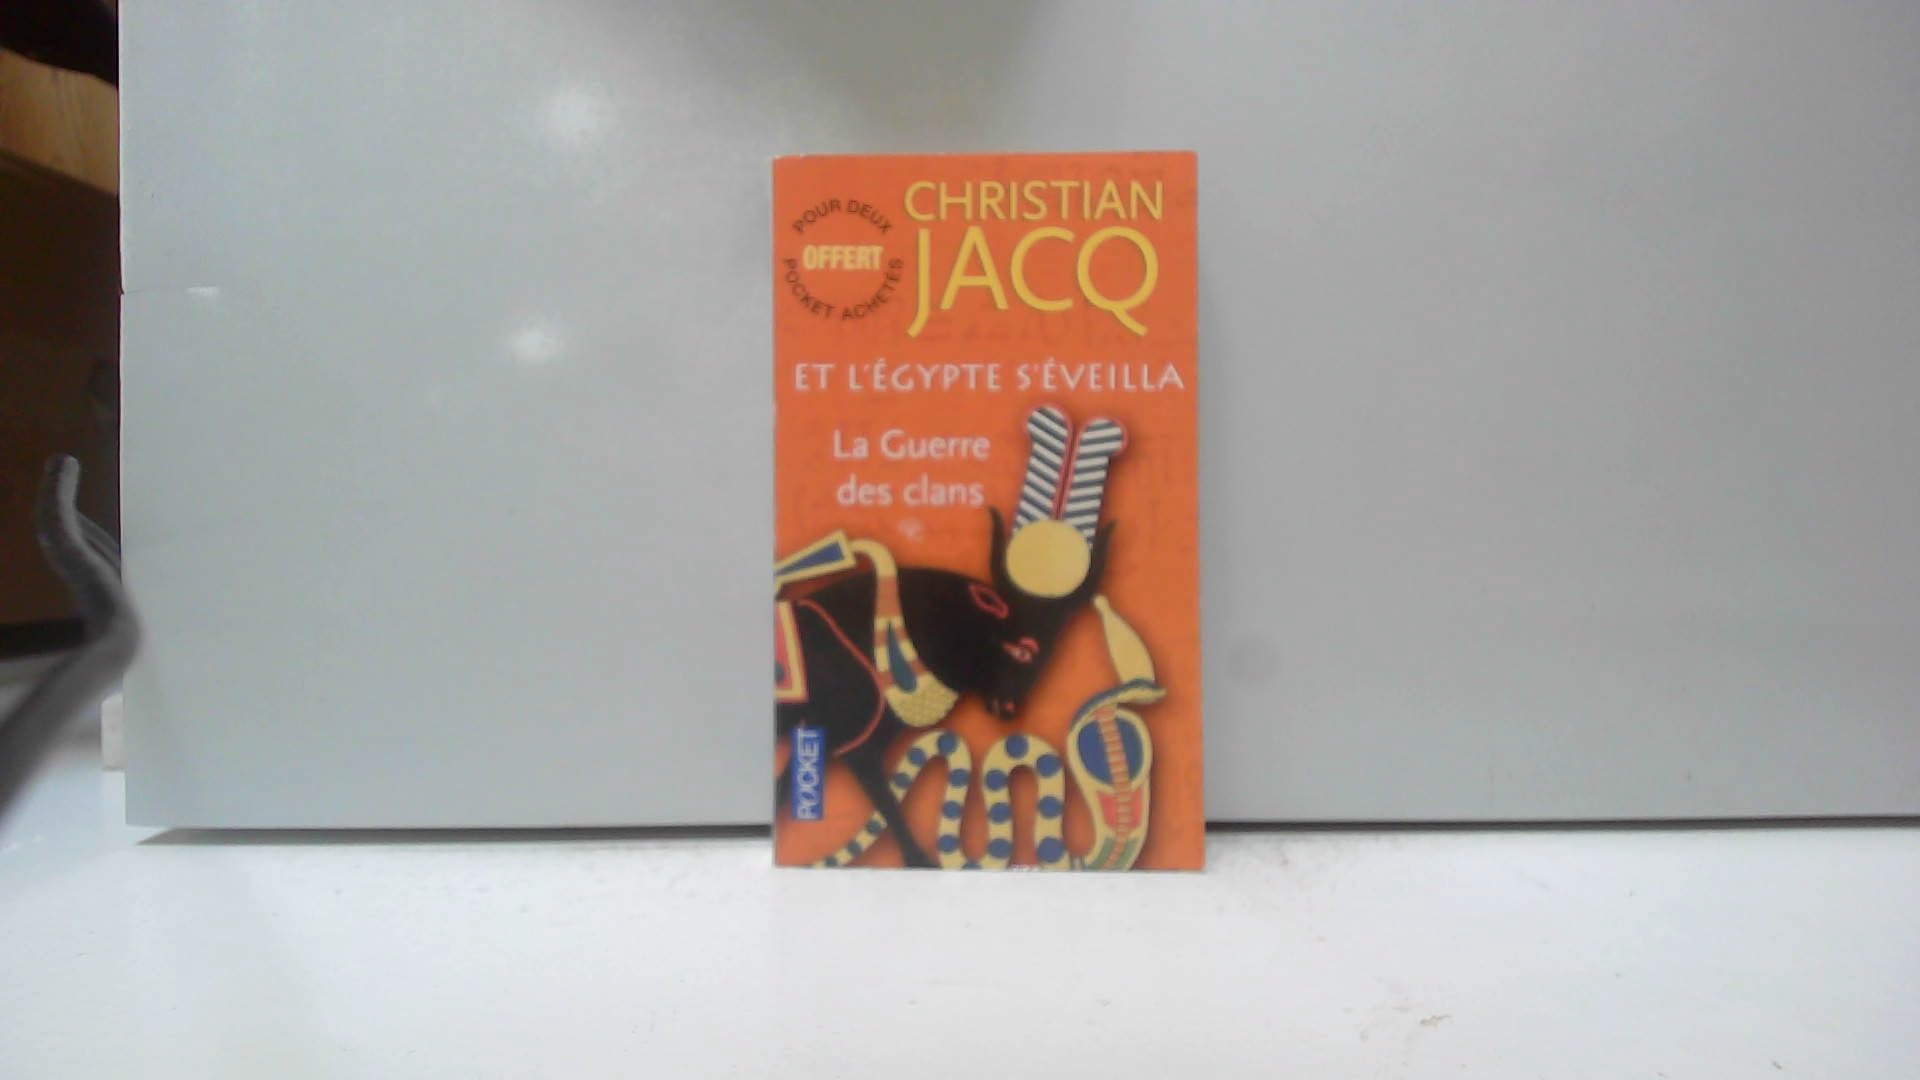 POUR DEUX
OFFERT
POCKET ACHETÉS
CHRISTIAN
JACQ
ET L'ÉGYPTE S'ÉVEILLA
La Guerre
des clans
POCKET